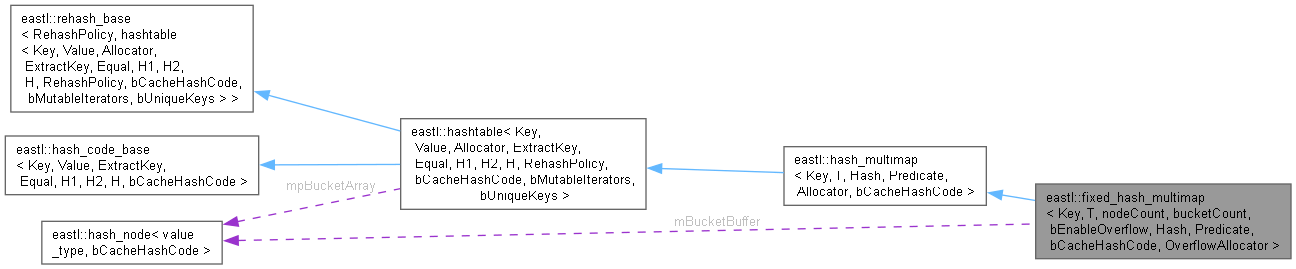 eastl::rehash_base
< RehashPolicy, hashtable
< Key, Value, Allocator,
ExtractKey, Equal, H1, H2,
H, RehashPolicy, bCacheHashCode,
bMutableIterators, bUniqueKeys > >
eastl::hash_code_base
< Key, Value, ExtractKey,
Equal, H1, H2, H, bCacheHashCode >
eastl::hash_node< value
_type, bCacheHashCode >
mpBucketArray
eastl::hashtable< Key,
Value, Allocator, ExtractKey,
Equal, H1, H2, H, RehashPolicy,
bCacheHashCode, bMutableIterators,
bUniqueKeys >
mBucketBuffer
eastl::hash_multimap
< Key, T, Hash, Predicate,
Allocator, bCacheHashCode >
eastl::fixed_hash_multimap
< Key, T, nodeCount, bucketCount,
bEnableOverflow, Hash, Predicate,
bCacheHashCode, OverflowAllocator >